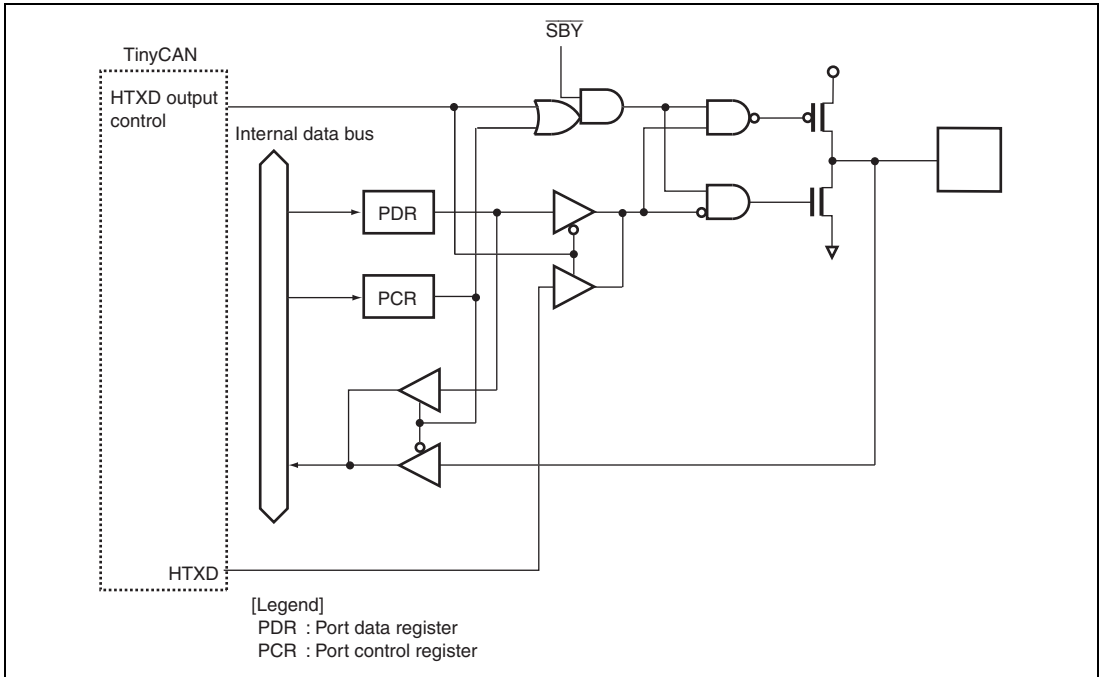 SBY
TinyCAN
HTXD output
control
Internal data bus
PDR
PCR
HTXD
[Legend]
PDR : Port data register
PCR : Port control register